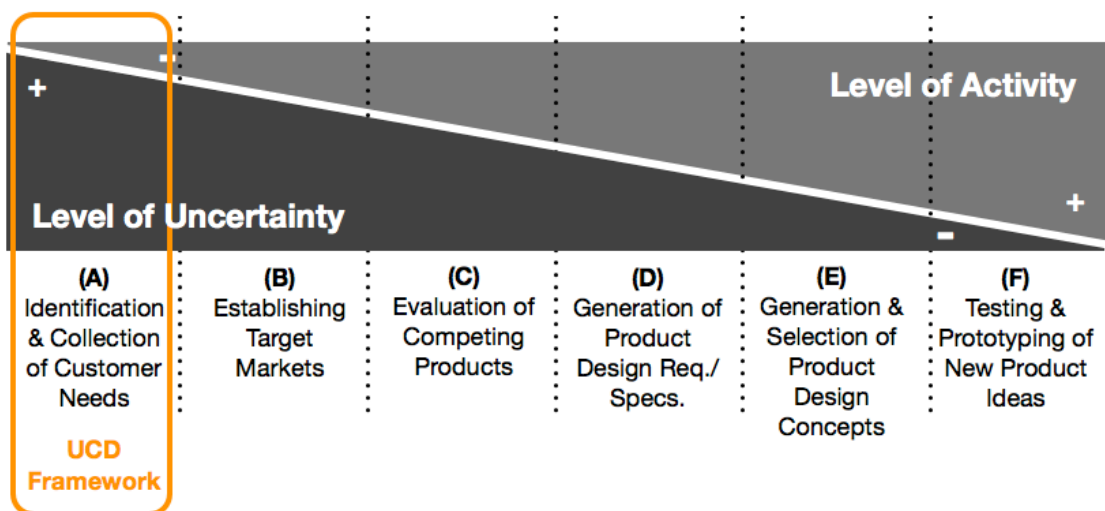 -
+
Level of Activity
Level of Uncertainty
+
-
(A)
Identification
& Collection
of Customer
Needs
UCD
Framework
(B)
Establishing
Target
Markets
(C)
Evaluation of
Competing
Products
(D)
Generation of
Product
Design Req./
Specs.
(E)
Generation &
Selection of
Product
Design
Concepts
(F)
Testing &
Prototyping of
New Product
Ideas